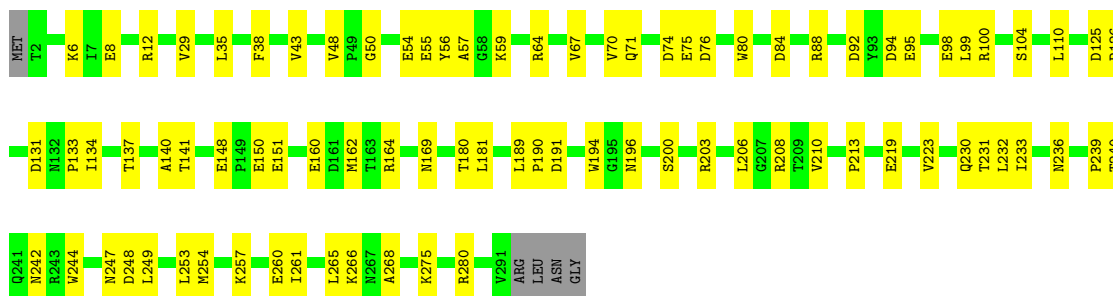 MET T2 K6 I7 E8 R12 V29 L35 F38 V43 V48 P49 G50 E54 E55 Y56 A57 G58 K59 R64 V67 V70 Q71 D74 E75 D76 W80 D84 R88 D92 Y93 D94 E95 E98 L99 R100 S104 L110 D125
D131 N132 P133 I134 T137 A140 T141 E148 P149 E150 E151 E160 D161 M162 T163 R164 N169 T180 L181 L189 P190 D191 W194 G195 N196 S200 R203 L206 G207 R208 T209 V210 P213 E219 V223 Q230 T231 L232 I233 N236 P239
Q241 N242 R243 W244 N247 D248 L249 L253 M254 K257 E260 I261 L265 K266 N267 A268 K275 R280 V291 ARG LEU ASN GLY